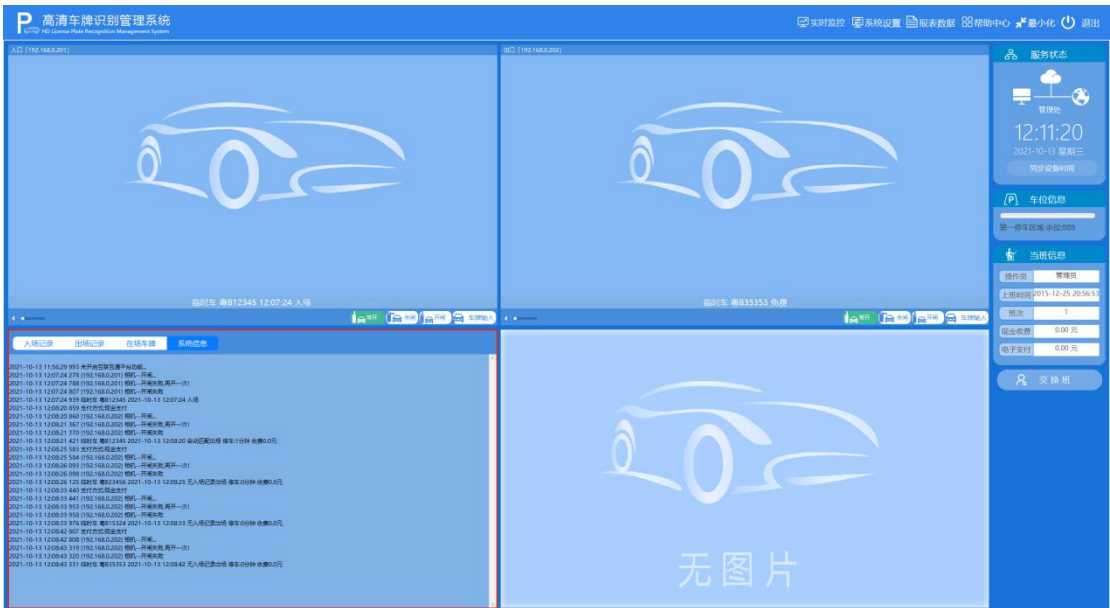 高清车牌识别管理系统
HD License Plate Recognition Management System
实时监控 系统设置 报表数据 帮助中心 最小化 退出
入口 [192.168.0.201]
临时车 粤B12345 12:07:24 入场
常开 关闸 开闸 车牌输入
出口 [192.168.0.202]
临时车 粤B35353 免费
常开 关闸 开闸 车牌输入
入场记录 出场记录 在场车牌 系统信息
2021-10-13 11:56:29 993 未开启互联互通平台功能...
2021-10-13 12:07:24 278 (192.168.0.201) 相机---开闸...
2021-10-13 12:07:24 788 (192.168.0.201) 相机---开闸失败,再开一次!
2021-10-13 12:07:24 807 (192.168.0.201) 相机---开闸失败
2021-10-13 12:07:24 939 临时车 粤B12345 2021-10-13 12:07:24 入场
2021-10-13 12:08:20 859 支付方式:现金支付
2021-10-13 12:08:20 860 (192.168.0.202) 相机---开闸...
2021-10-13 12:08:21 367 (192.168.0.202) 相机---开闸失败,再开一次!
2021-10-13 12:08:21 370 (192.168.0.202) 相机---开闸失败
2021-10-13 12:08:21 421 临时车 粤B12345 2021-10-13 12:08:20 自动匹配出场 停车:1分钟 收费0.0元
2021-10-13 12:08:25 583 支付方式:现金支付
2021-10-13 12:08:25 584 (192.168.0.202) 相机---开闸...
2021-10-13 12:08:26 093 (192.168.0.202) 相机---开闸失败,再开一次!
2021-10-13 12:08:26 098 (192.168.0.202) 相机---开闸失败
2021-10-13 12:08:26 125 临时车 粤B23456 2021-10-13 12:08:25 无入场记录出场 停车:0分钟 收费0.0元
2021-10-13 12:08:33 440 支付方式:现金支付
2021-10-13 12:08:33 441 (192.168.0.202) 相机---开闸...
2021-10-13 12:08:33 953 (192.168.0.202) 相机---开闸失败,再开一次!
2021-10-13 12:08:33 958 (192.168.0.202) 相机---开闸失败
2021-10-13 12:08:33 976 临时车 粤B15324 2021-10-13 12:08:33 无入场记录出场 停车:0分钟 收费0.0元
2021-10-13 12:08:42 807 支付方式:现金支付
2021-10-13 12:08:42 808 (192.168.0.202) 相机---开闸...
2021-10-13 12:08:43 319 (192.168.0.202) 相机---开闸失败,再开一次!
2021-10-13 12:08:43 320 (192.168.0.202) 相机---开闸失败
2021-10-13 12:08:43 331 临时车 粤B35353 2021-10-13 12:08:42 无入场记录出场 停车:0分钟 收费0.0元
无图片
服务状态
管理处
12:11:20
2021-10-13 星期三
同步设备时间
车位信息
第一停车区域 余位:888
当班信息
操作员 管理员
上班时间 2015-12-25 20:56:53
班次 1
现金收费 0.00 元
电子支付 0.00 元
交换班